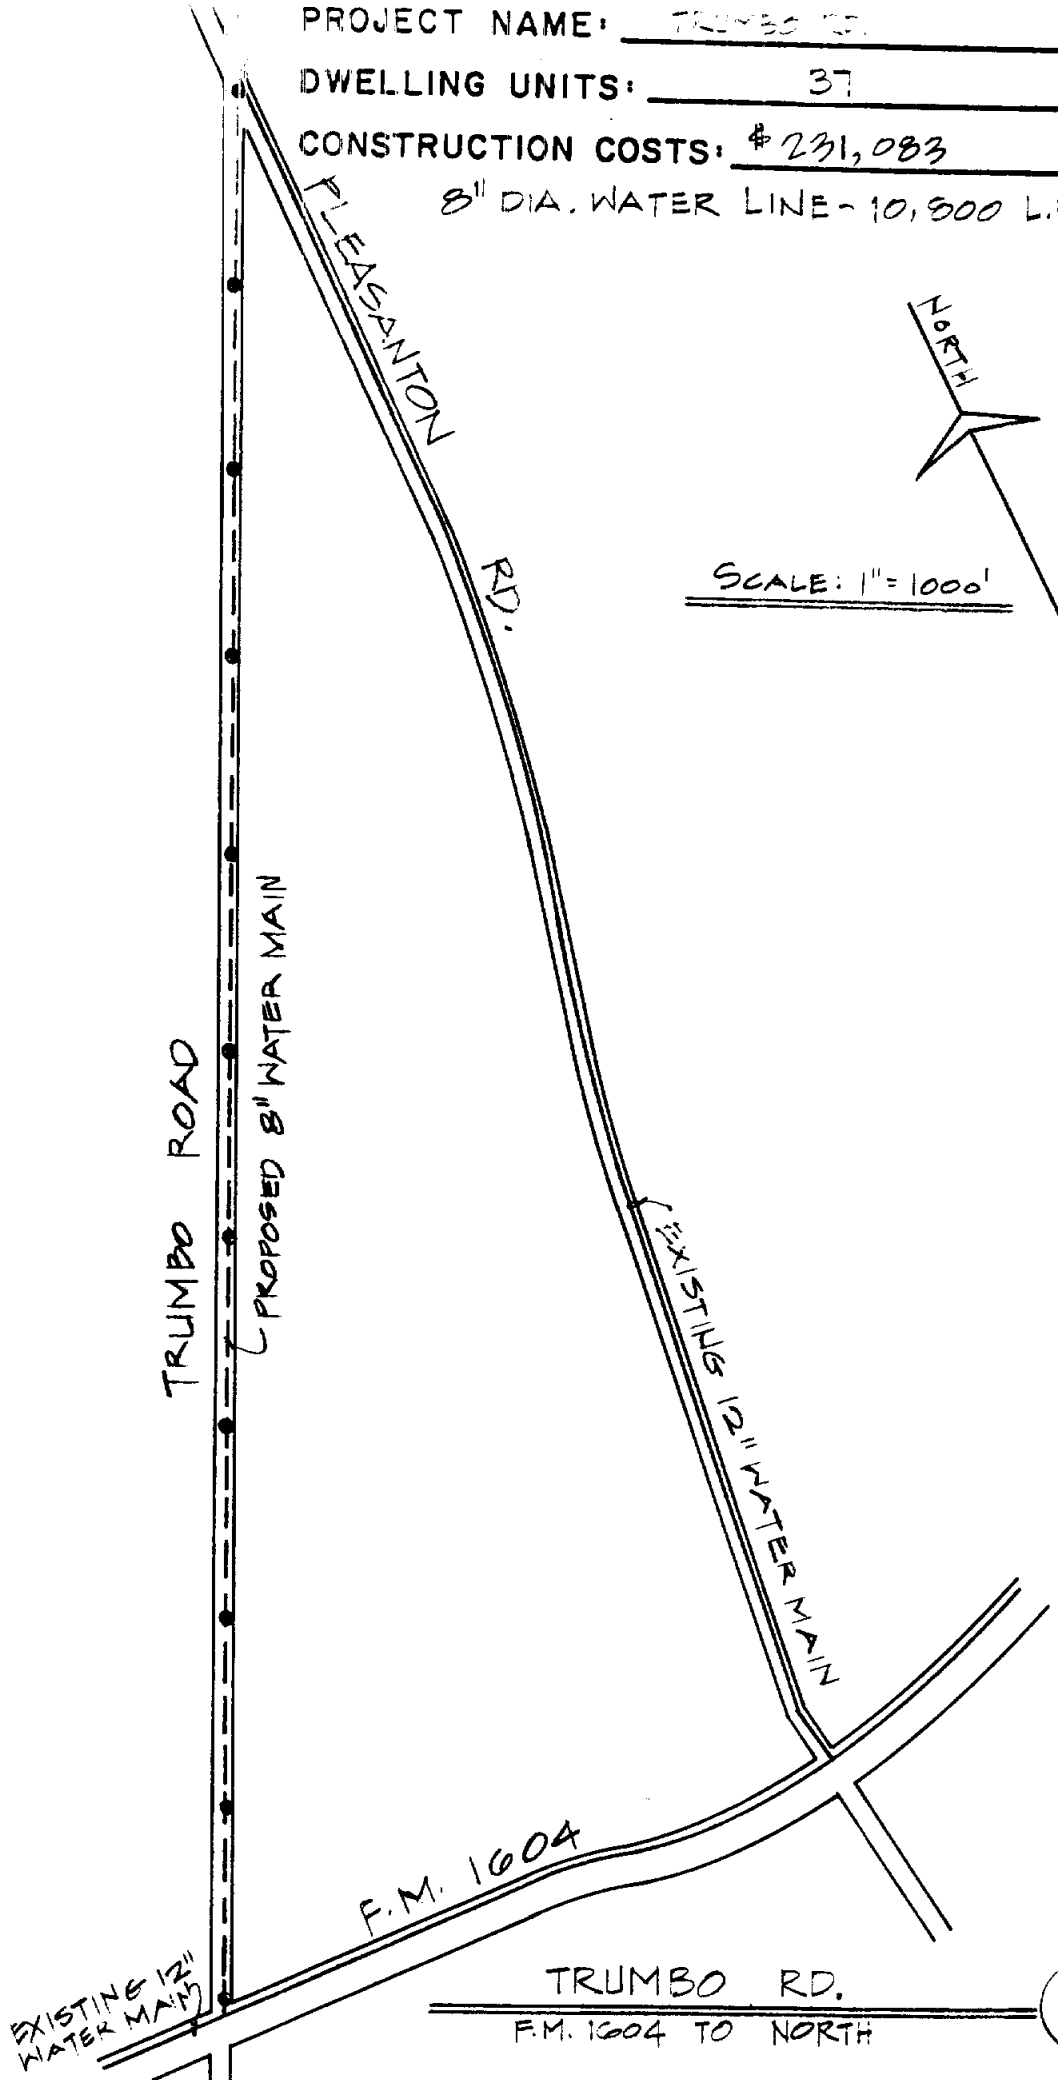 PROJECT NAME: TRUMBO RD.
DWELLING UNITS: 37
CONSTRUCTION COSTS: $231,083
8" DIA. WATER LINE - 10,800
PLEASANTON RD.
NORTH
SCALE: 1" = 1000'
TRUMBO ROAD
PROPOSED 8" WATER MAIN
EXISTING 12" WATER MAIN
F.M. 1604
EXISTING 12"
WATER MAIN
TRUMBO RD.
F.M. 1604 TO NORTH